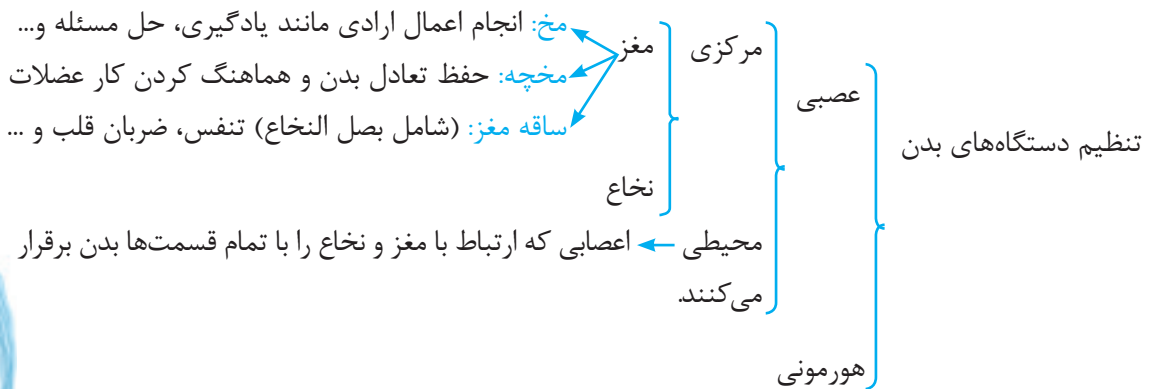 مخ: انجام اعمال ارادی مانند یادگیری، حل مسئله و...
مغز
مرکزی
مخچه: حفظ تعادل بدن و هماهنگ کردن کار عضلات
عصبی
ساقه مغز: (شامل بصل النخاع) تنفس، ضربان قلب و ...
تنظیم دستگاه‌های بدن
نخاع
محیطی
اعصابی که ارتباط با مغز و نخاع را با تمام قسمت‌ها بدن برقرار
می‌کنند.
هورمونی